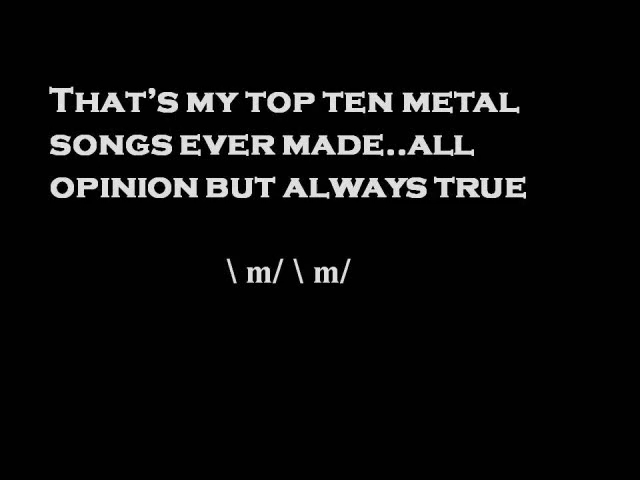 That's my top ten metal
songs ever made..all
opinion but always true
\ m/ \ m/